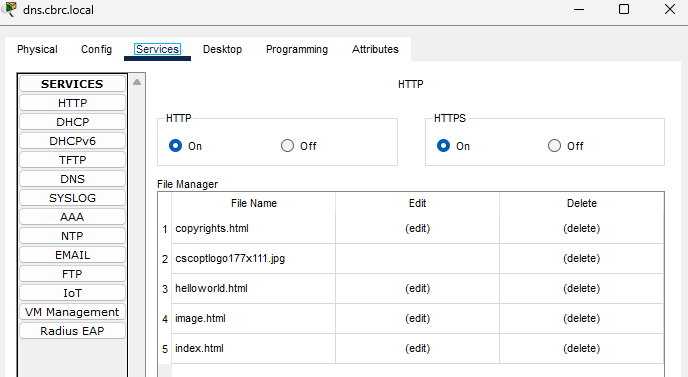 dns.cbrc.local
Physical Config Services Desktop Programming Attributes
SERVICES
HTTP
DHCP
DHCPv6
TFTP
DNS
SYSLOG
AAA
NTP
EMAIL
FTP
IoT
VM Management
Radius EAP
HTTP
HTTP
On Off
HTTPS
On Off
File Manager
File Name Edit Delete
1 copyrights.html (edit) (delete)
2 cscoptlogo177x111.jpg (delete)
3 helloworld.html (edit) (delete)
4 image.html (edit) (delete)
5 index.html (edit) (delete)